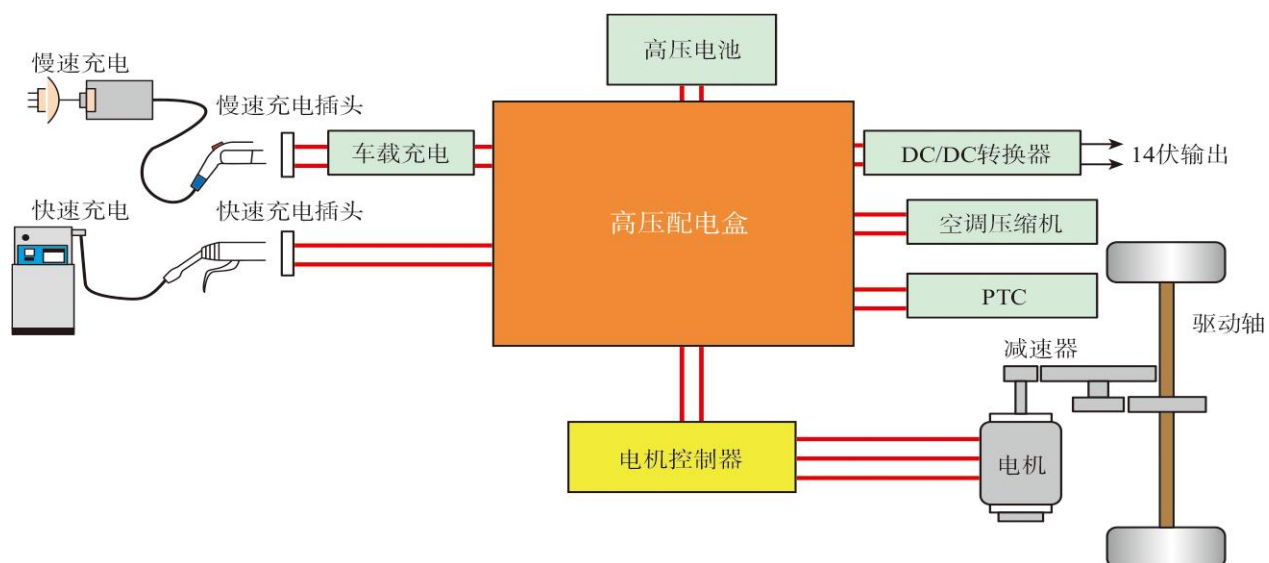 高压电池
慢速充电
慢速充电插头
车载充电
DC/DC转换器
14伏输出
快速充电
快速充电插头
高压配电盒
空调压缩机
PTC
驱动轴
减速器
电机控制器
电机